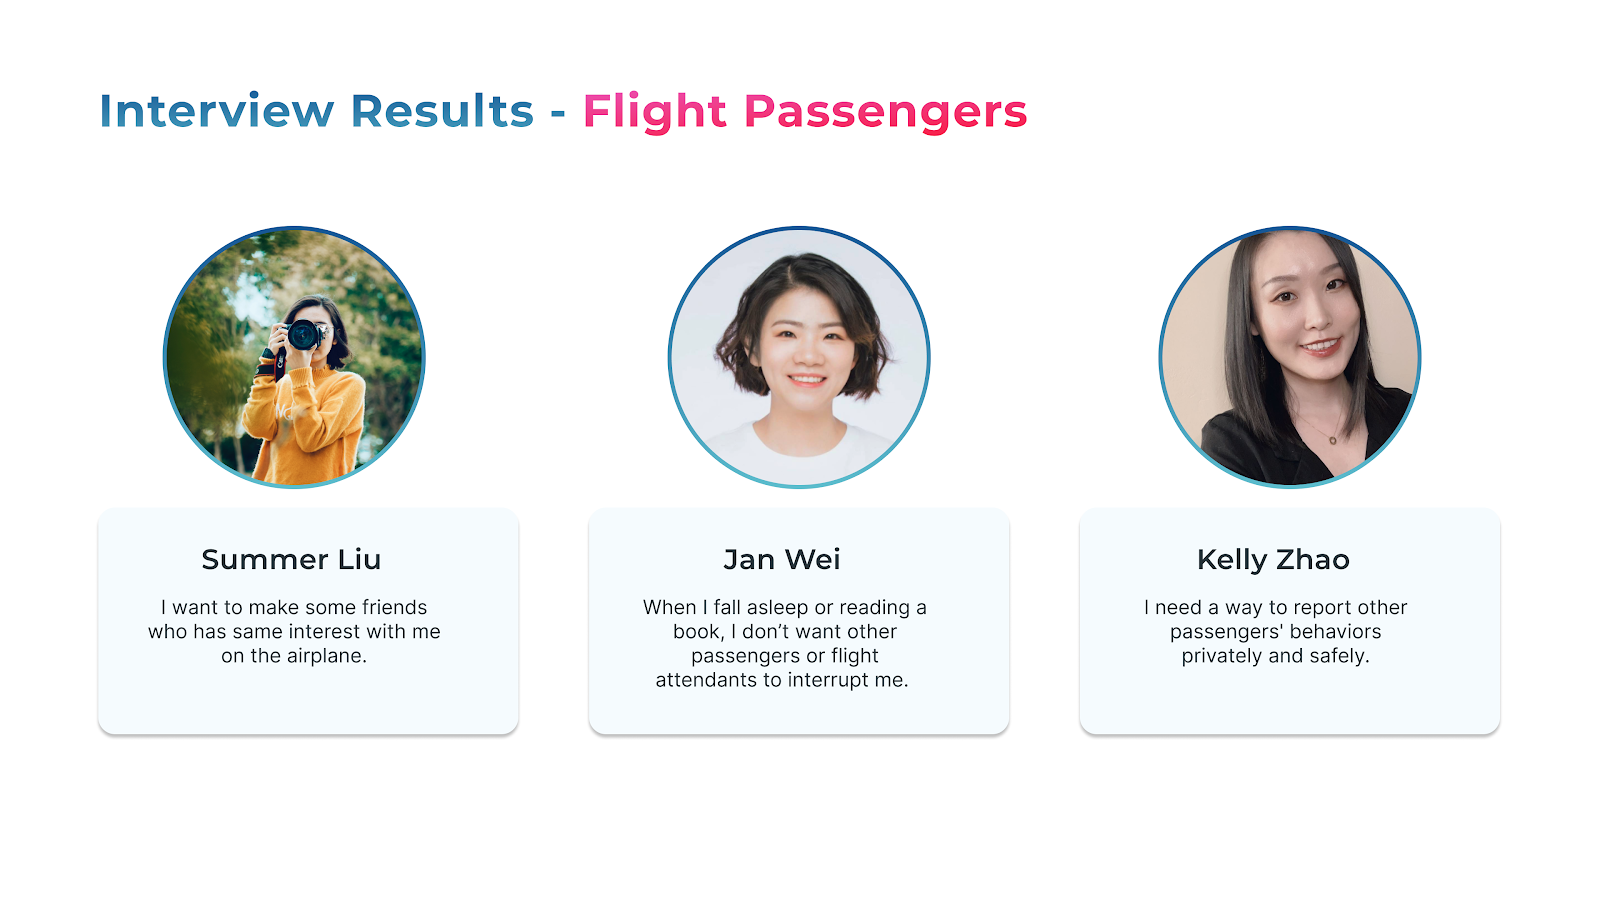 Interview Results - Flight Passengers
Summer Liu
I want to make some friends
who has same interest with me
on the airplane.
Jan Wei
When I fall asleep or reading a
book, I don’t want other
passengers or flight
attendants to interrupt me.
Kelly Zhao
I need a way to report other
passengers' behaviors
privately and safely.